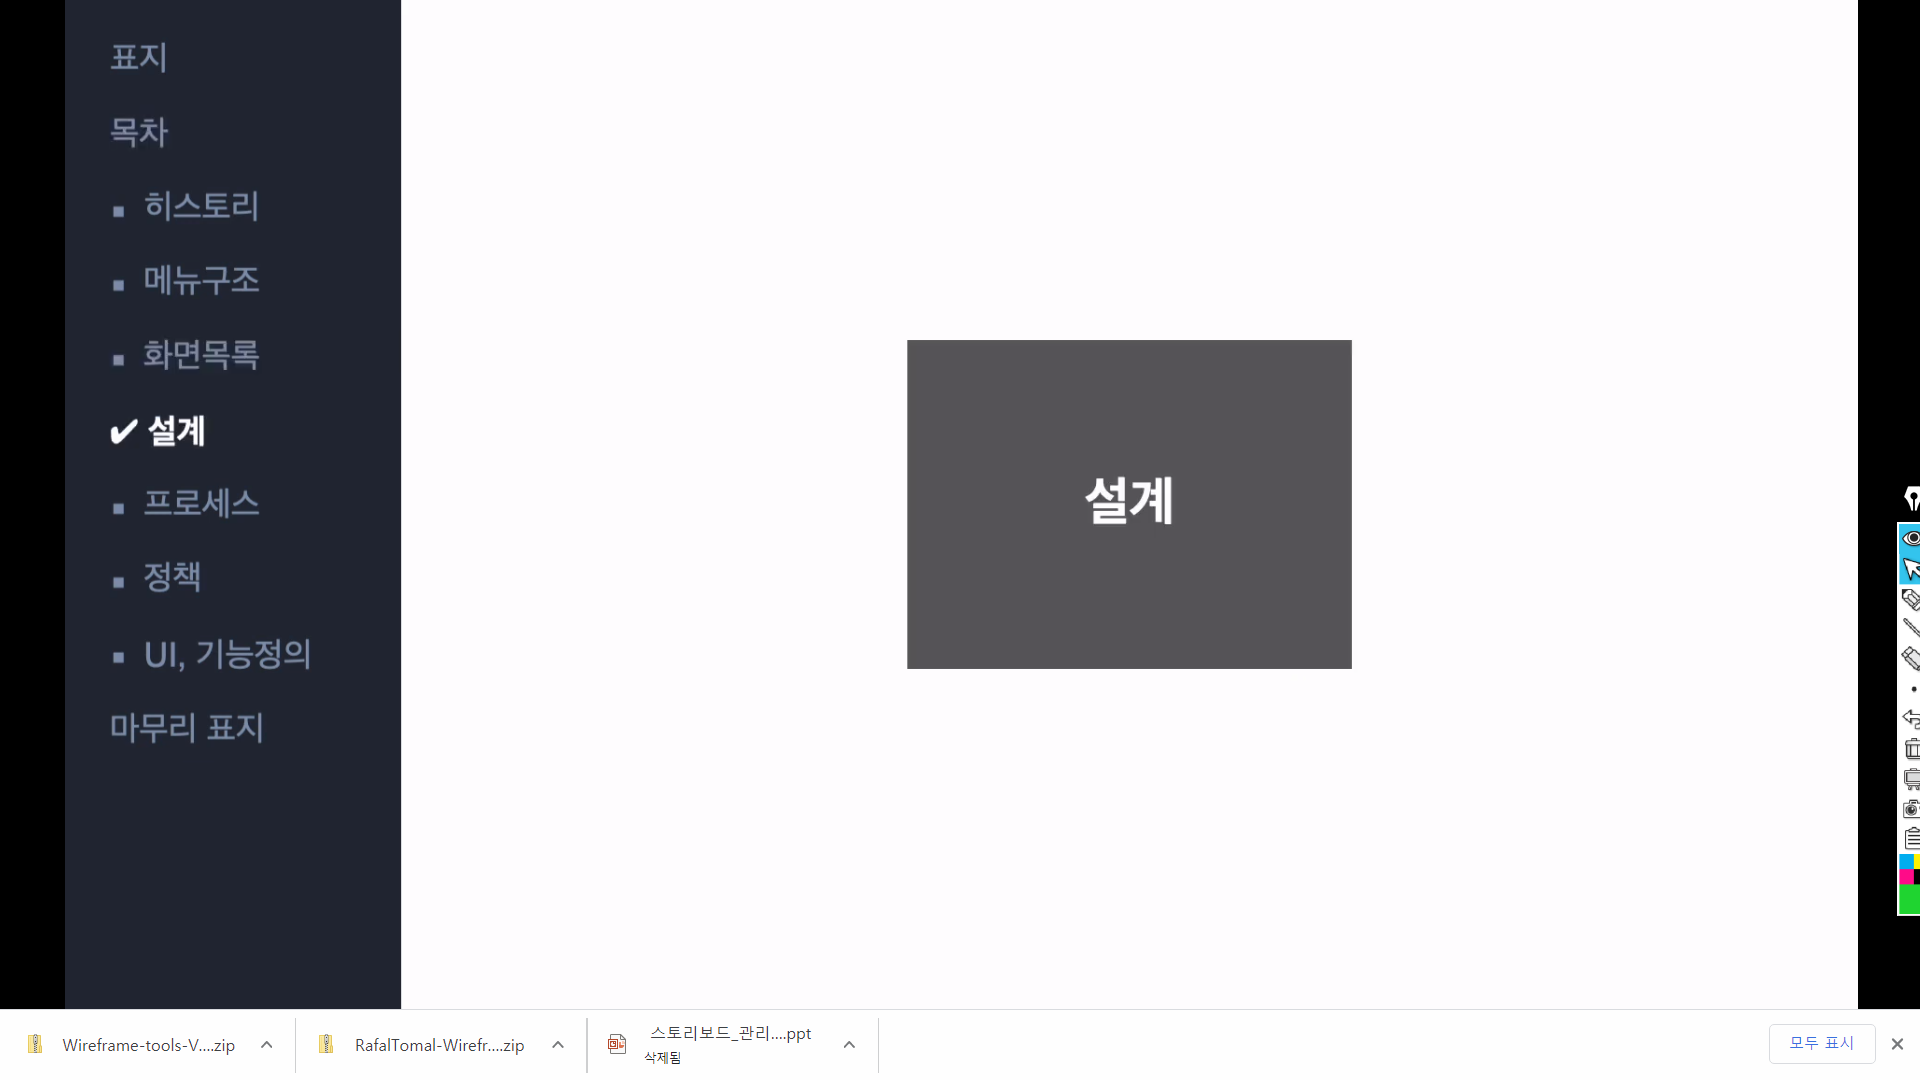 표지
목차
▪ 히스토리
▪ 메뉴구조
▪ 화면목록
✔ 설계
▪ 프로세스
▪ 정책
▪ UI, 기능정의
마무리 표지
설계
Wireframe-tools-V....zip
RafalTomal-Wirefr....zip
스토리보드_관리....ppt
삭제됨
모두 표시